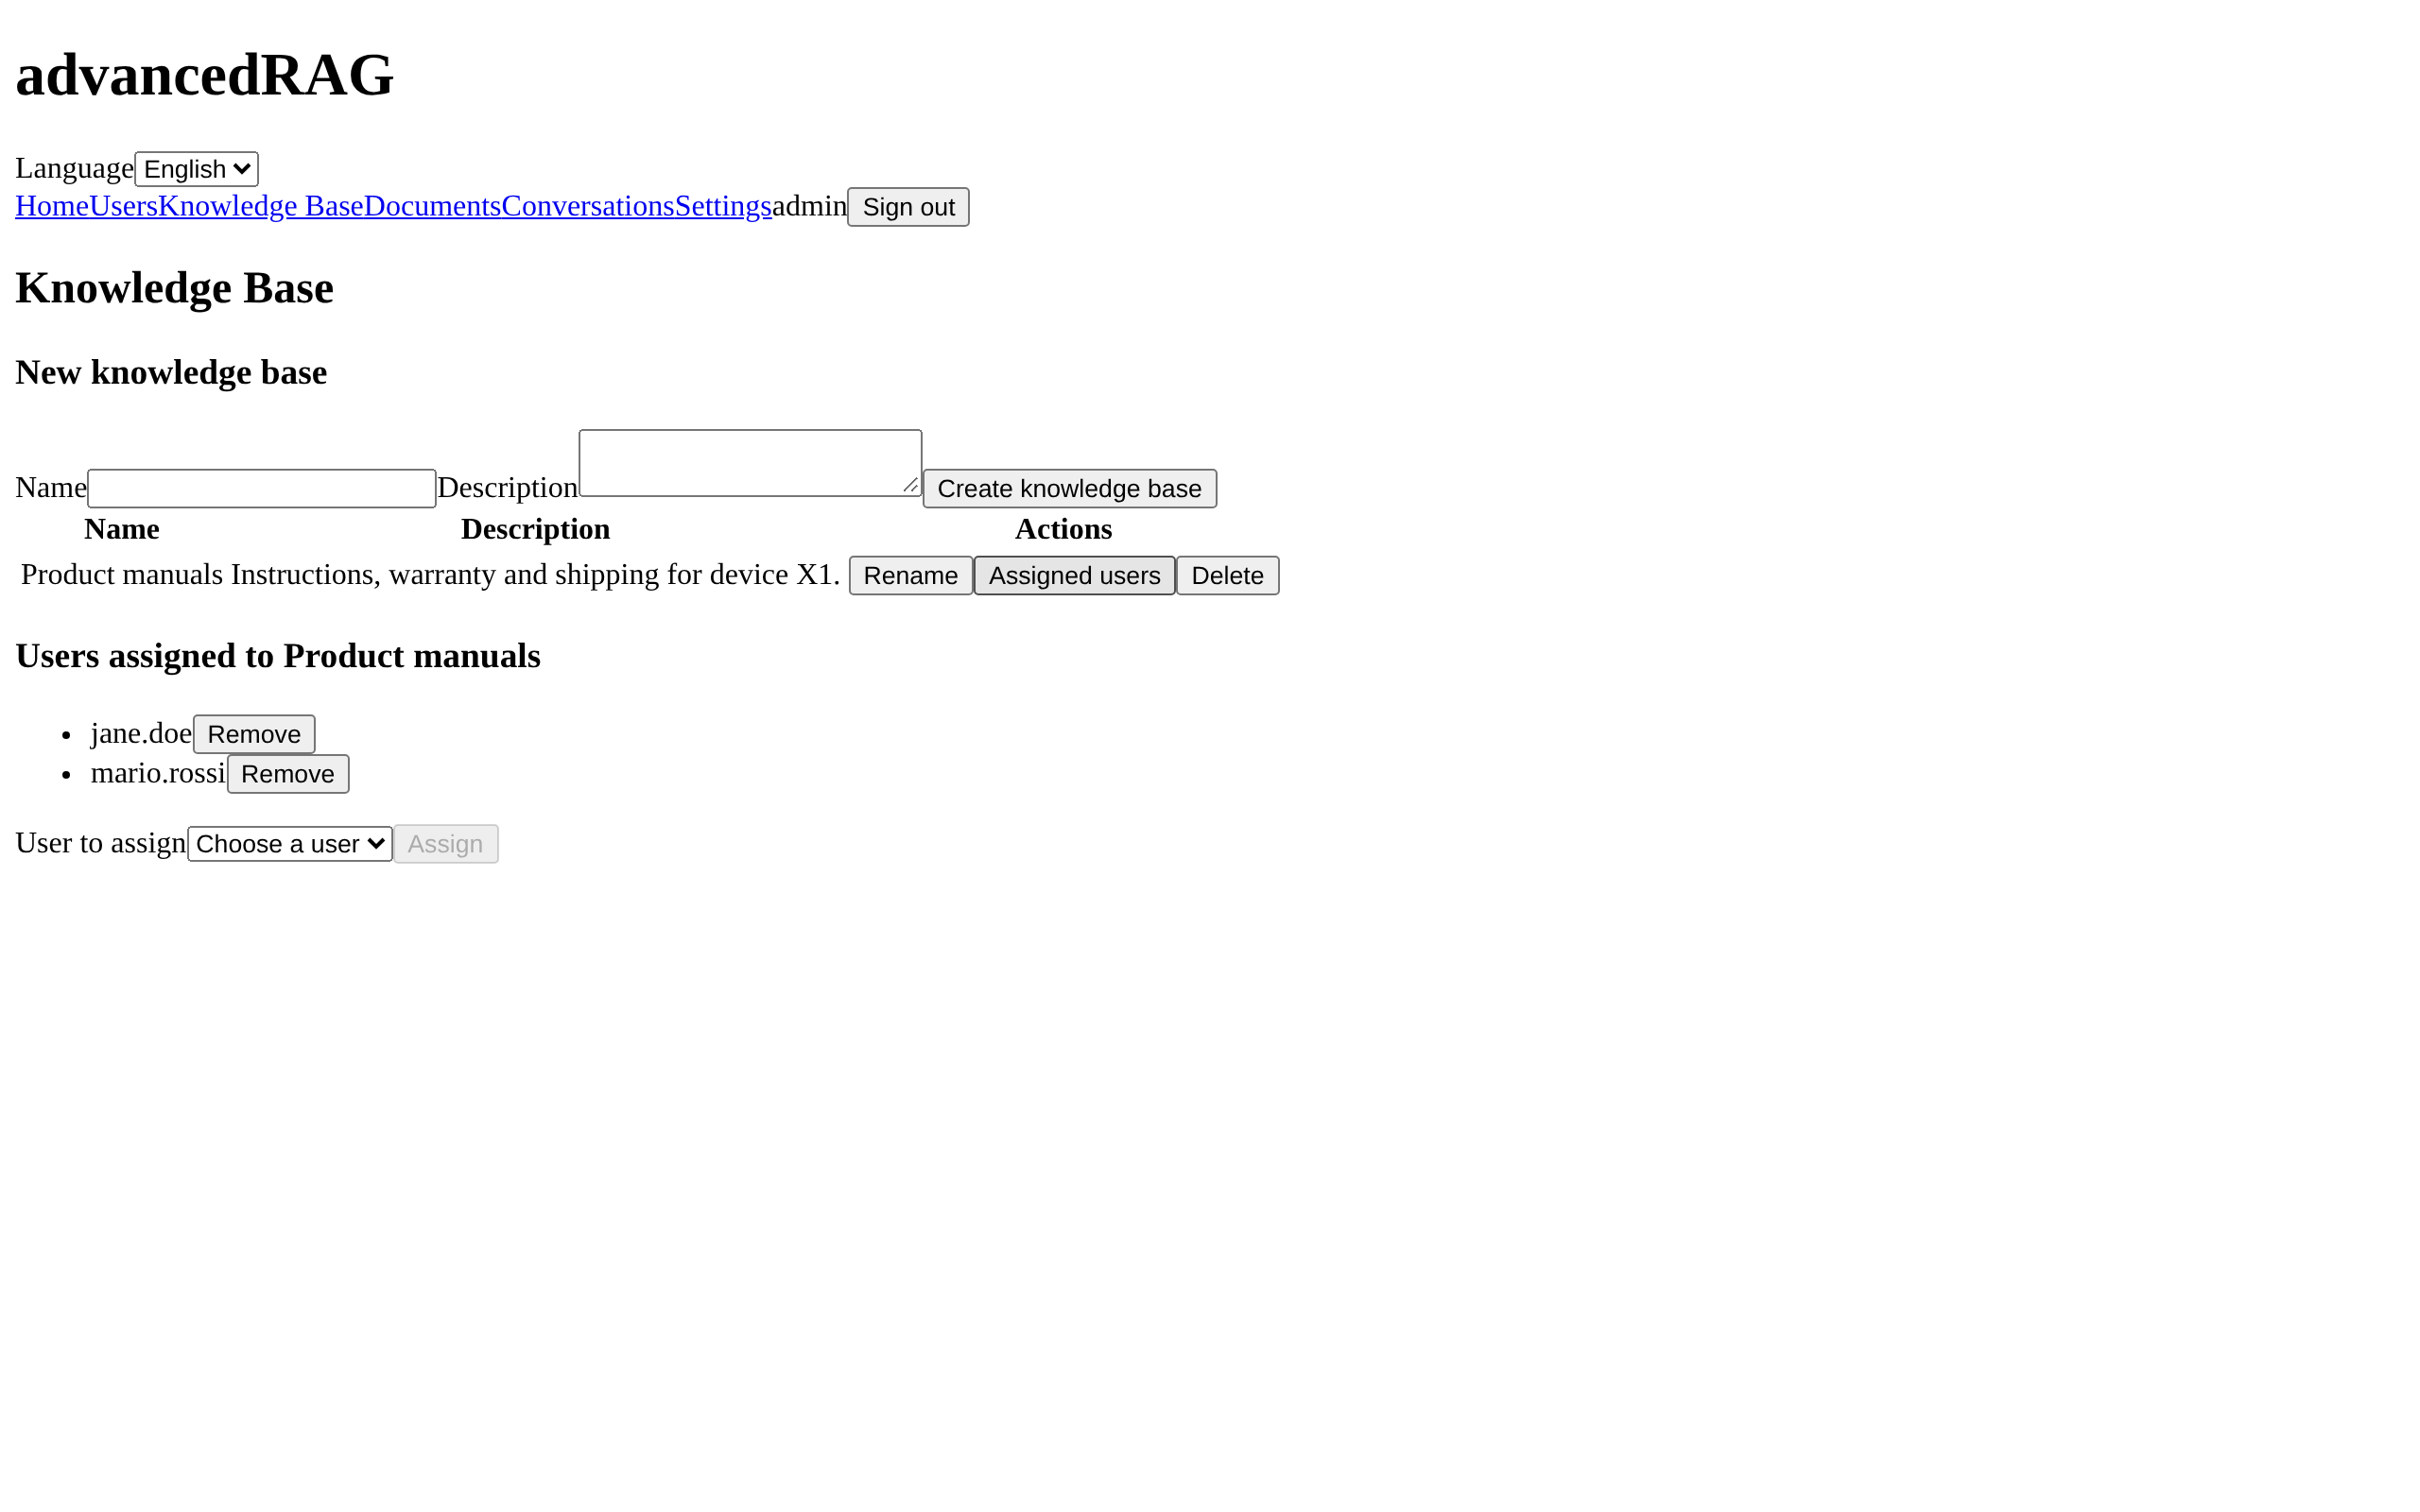 advancedRAG
Language English
HomeUsersKnowledge BaseDocumentsConversationsSettingsadmin Sign out
Knowledge Base
New knowledge base
Name Description Create knowledge base
Name Description Actions
Product manuals Instructions, warranty and shipping for device X1. Rename Assigned users Delete
Users assigned to Product manuals
• jane.doe Remove
• mario.rossi Remove
User to assign Choose a user Assign